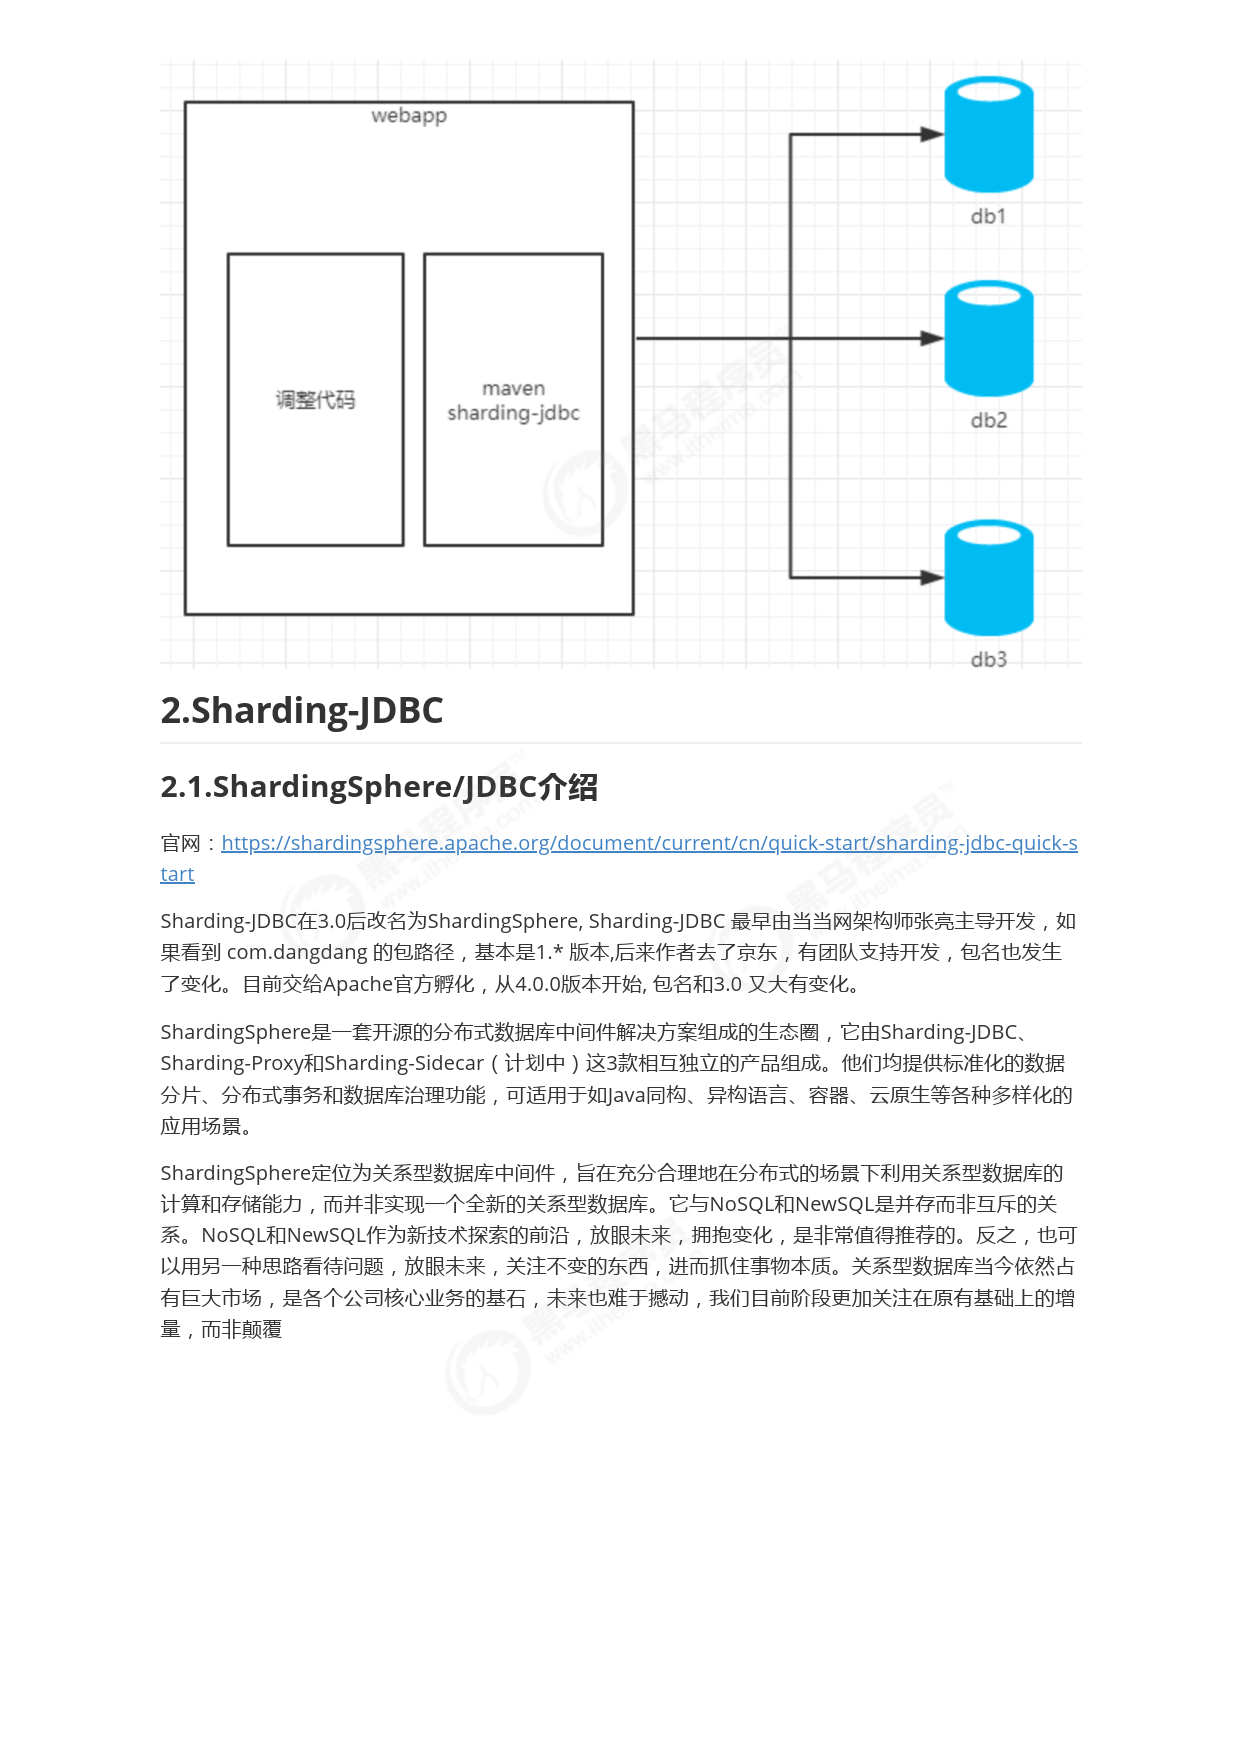 webapp
调整代码
maven
sharding-jdbc
db1
db2
db3
黑马程序员
www.itheima.com
2.Sharding-JDBC
2.1.ShardingSphere/JDBC介绍
官网：https://shardingsphere.apache.org/document/current/cn/quick-start/sharding-jdbc-quick-s
tart
Sharding-JDBC在3.0后改名为ShardingSphere, Sharding-JDBC 最早由当当网架构师张亮主导开发，如
果看到 com.dangdang 的包路径，基本是1.* 版本,后来作者去了京东，有团队支持开发，包名也发生
了变化。目前交给Apache官方孵化，从4.0.0版本开始, 包名和3.0 又大有变化。
ShardingSphere是一套开源的分布式数据库中间件解决方案组成的生态圈，它由Sharding-JDBC、
Sharding-Proxy和Sharding-Sidecar（计划中）这3款相互独立的产品组成。他们均提供标准化的数据
分片、分布式事务和数据库治理功能，可适用于如Java同构、异构语言、容器、云原生等各种多样化的
应用场景。
ShardingSphere定位为关系型数据库中间件，旨在充分合理地在分布式的场景下利用关系型数据库的
计算和存储能力，而并非实现一个全新的关系型数据库。它与NoSQL和NewSQL是并存而非互斥的关
系。NoSQL和NewSQL作为新技术探索的前沿，放眼未来，拥抱变化，是非常值得推荐的。反之，也可
以用另一种思路看待问题，放眼未来，关注不变的东西，进而抓住事物本质。关系型数据库当今依然占
有巨大市场，是各个公司核心业务的基石，未来也难于撼动，我们目前阶段更加关注在原有基础上的增
量，而非颠覆